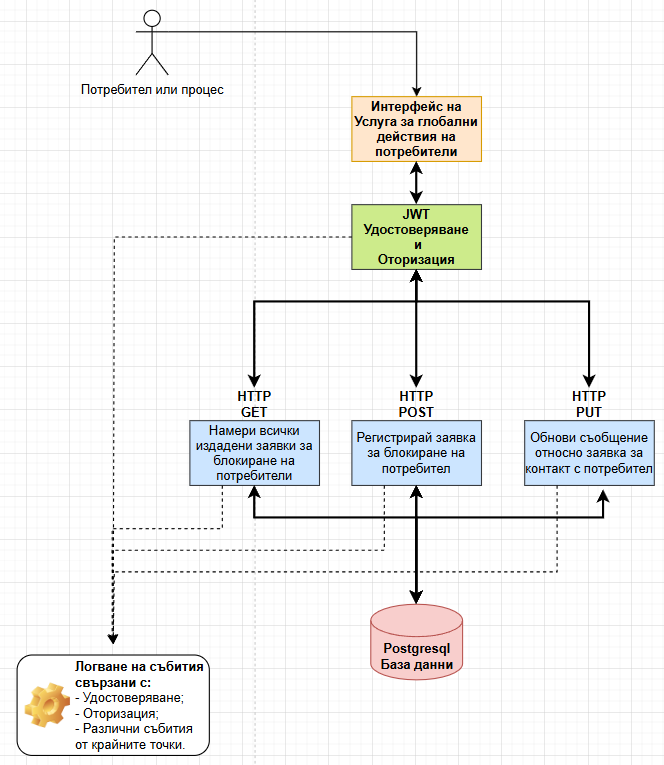 Потребител или процес
Интерфейс на
Услуга за глобални
действия на
потребители
JWT
Удостоверяване
и
Оторизация
HTTP
GET
Намери всички
издадени заявки за
блокиране на
потребители
HTTP
POST
Регистрирай заявка
за блокиране на
потребител
HTTP
PUT
Обнови съобщение
относно заявка за
контакт с потребител
Postgresql
База данни
Логване на събития
свързани с:
- Удостоверяване;
- Оторизация;
- Различни събития
от крайните точки.